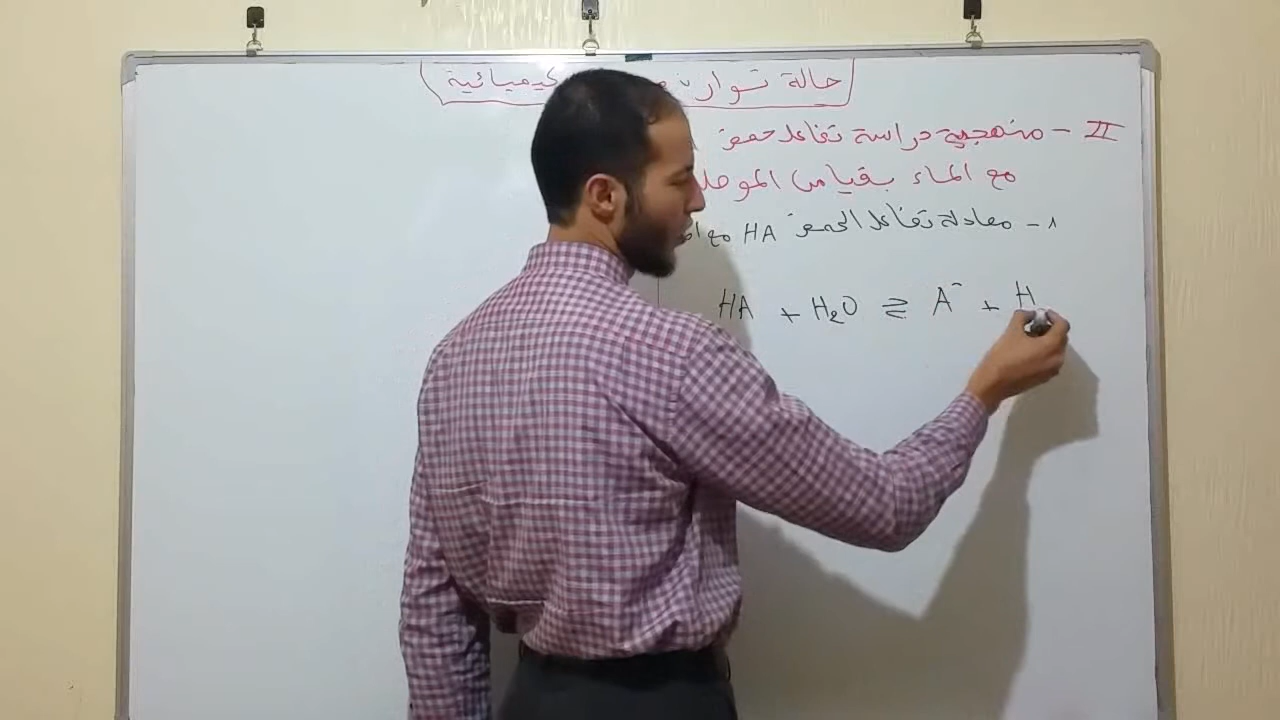 حالة توازن كيميائية
II - منهجية دراسة تفاعل حمض
مع الماء بقياس
1 - معادلة تفاعل الحمض HA مع
HA + H₂O ⇌ A⁻ + H